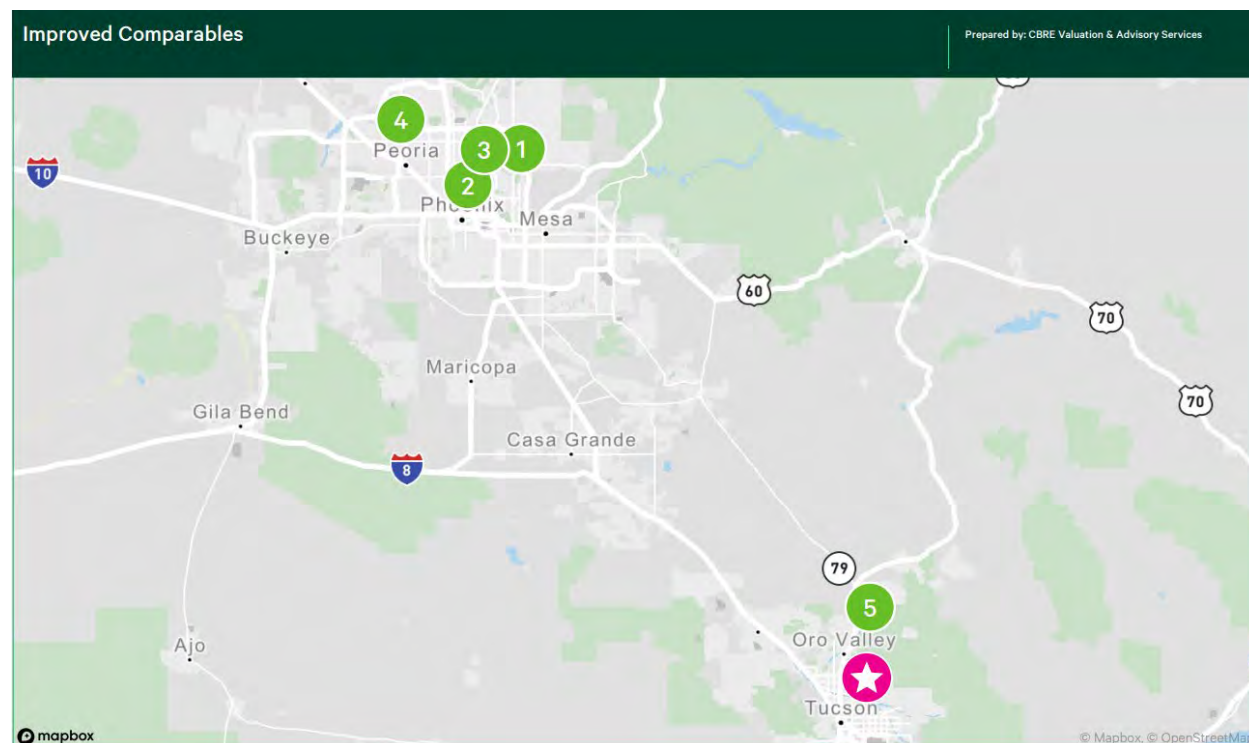 Improved Comparables
Prepared by: CBRE Valuation & Advisory Services
4
Peoria
3
1
10
2
Phoenix
Mesa
Buckeye
60
70
Maricopa
70
Gila Bend
Casa Grande
8
79
5
Oro Valley
Ajo
Tucson
mapbox
© Mapbox, © OpenStreetMap